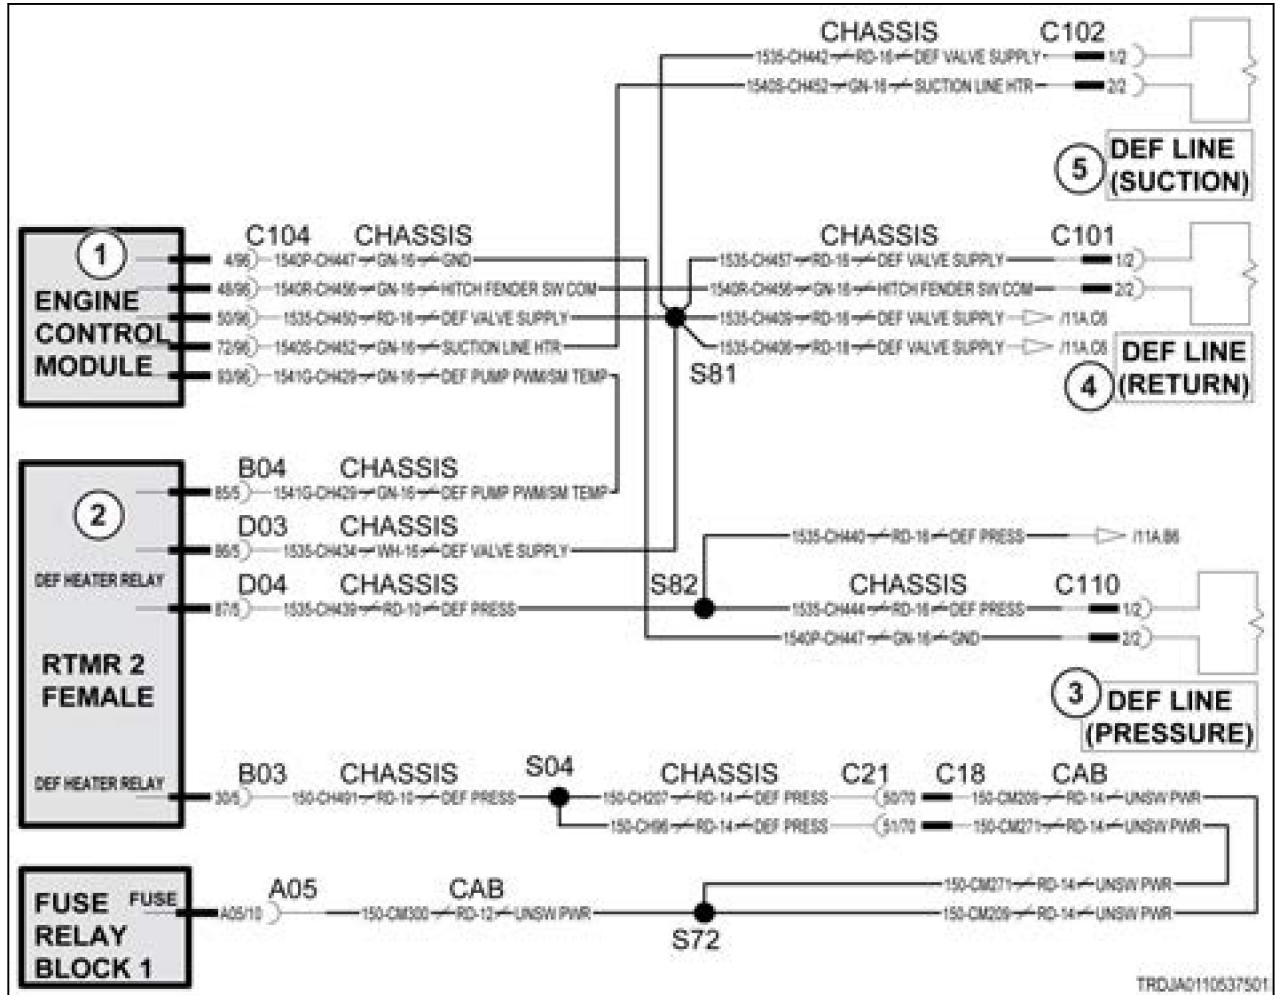 CHASSIS C102
1535-CH442 RD-16 DEF VALVE SUPPLY 1/2
1540S-CH452 GN-16 SUCTION LINE HTR 2/2
5 DEF LINE
(SUCTION)
1
ENGINE
CONTROL
MODULE
C104 CHASSIS
4/96 1540P-CH447 GN-16 GND
48/96 1540R-CH456 GN-16 HITCH FENDER SW COM
50/96 1535-CH450 RD-16 DEF VALVE SUPPLY
72/96 1540S-CH452 GN-16 SUCTION LINE HTR
93/96 1541G-CH429 GN-16 DEF PUMP PWM/SM TEMP
CHASSIS C101
1535-CH457 RD-16 DEF VALVE SUPPLY 1/2
1540R-CH456 GN-16 HITCH FENDER SW COM 2/2
1535-CH409 RD-16 DEF VALVE SUPPLY /11A.C6
1535-CH406 RD-18 DEF VALVE SUPPLY /11A.C6
S81
4 DEF LINE
(RETURN)
2
B04 CHASSIS
85/5 1541G-CH429 GN-16 DEF PUMP PWM/SM TEMP
D03 CHASSIS
86/5 1535-CH434 WH-16 DEF VALVE SUPPLY
DEF HEATER RELAY
D04 CHASSIS
87/5 1535-CH439 RD-10 DEF PRESS
RTMR 2
FEMALE
1535-CH440 RD-16 DEF PRESS /11A.B6
S82 CHASSIS C110
1535-CH444 RD-16 DEF PRESS 1/2
1540P-CH447 GN-16 GND 2/2
3 DEF LINE
(PRESSURE)
DEF HEATER RELAY
B03 CHASSIS S04 CHASSIS C21 C18 CAB
30/5 150-CH491 RD-10 DEF PRESS 150-CH207 RD-14 DEF PRESS 50/70 150-CM209 RD-14 UNSW PWR
150-CH96 RD-14 DEF PRESS 51/70 150-CM271 RD-14 UNSW PWR
FUSE
RELAY
BLOCK 1
FUSE
A05 CAB
A05/10 150-CM300 RD-12 UNSW PWR
S72
150-CM271 RD-14 UNSW PWR
150-CM209 RD-14 UNSW PWR
TRDJA0110537501